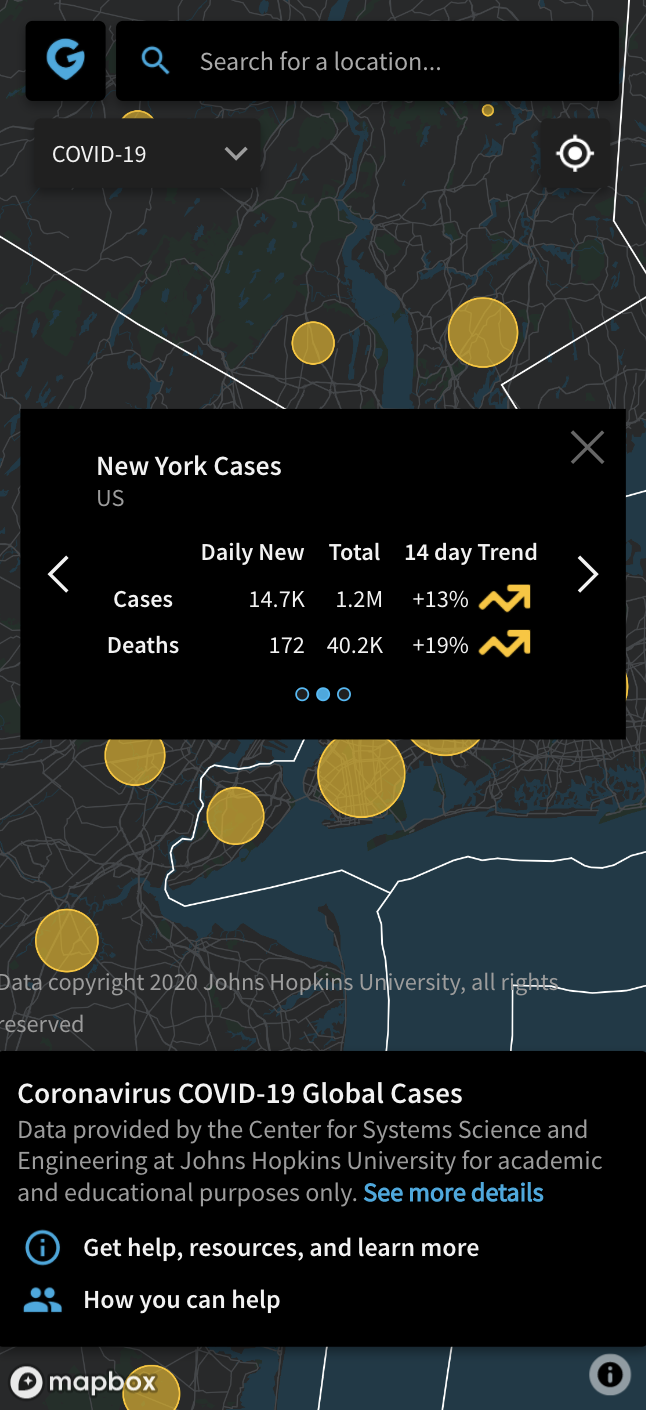 Search for a location...
COVID-19
New York Cases
US
Daily New Total 14 day Trend
Cases 14.7K 1.2M +13%
Deaths 172 40.2K +19%
Data copyright 2020 Johns Hopkins University, all rights
reserved
Coronavirus COVID-19 Global Cases
Data provided by the Center for Systems Science and
Engineering at Johns Hopkins University for academic
and educational purposes only. See more details
Get help, resources, and learn more
How you can help
mapbox